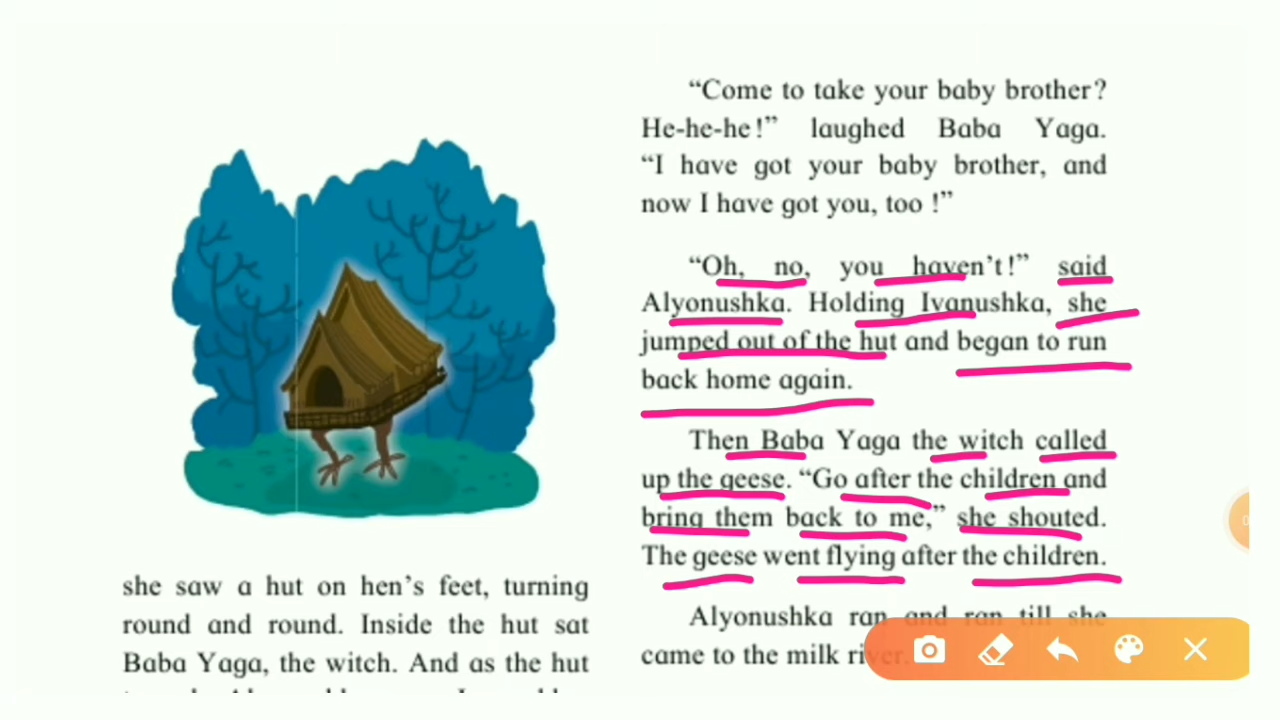 she saw a hut on hen's feet, turning
round and round. Inside the hut sat
Baba Yaga, the witch. And as the hut
“Come to take your baby brother?
He-he-he!” laughed Baba Yaga.
“I have got your baby brother, and
now I have got you, too !”
“Oh, no, you haven't!” said
Alyonushka. Holding Ivanushka, she
jumped out of the hut and began to run
back home again.
Then Baba Yaga the witch called
up the geese. “Go after the children and
bring them back to me,” she shouted.
The geese went flying after the children.
Alyonushka ran and ran till she
came to the milk river.